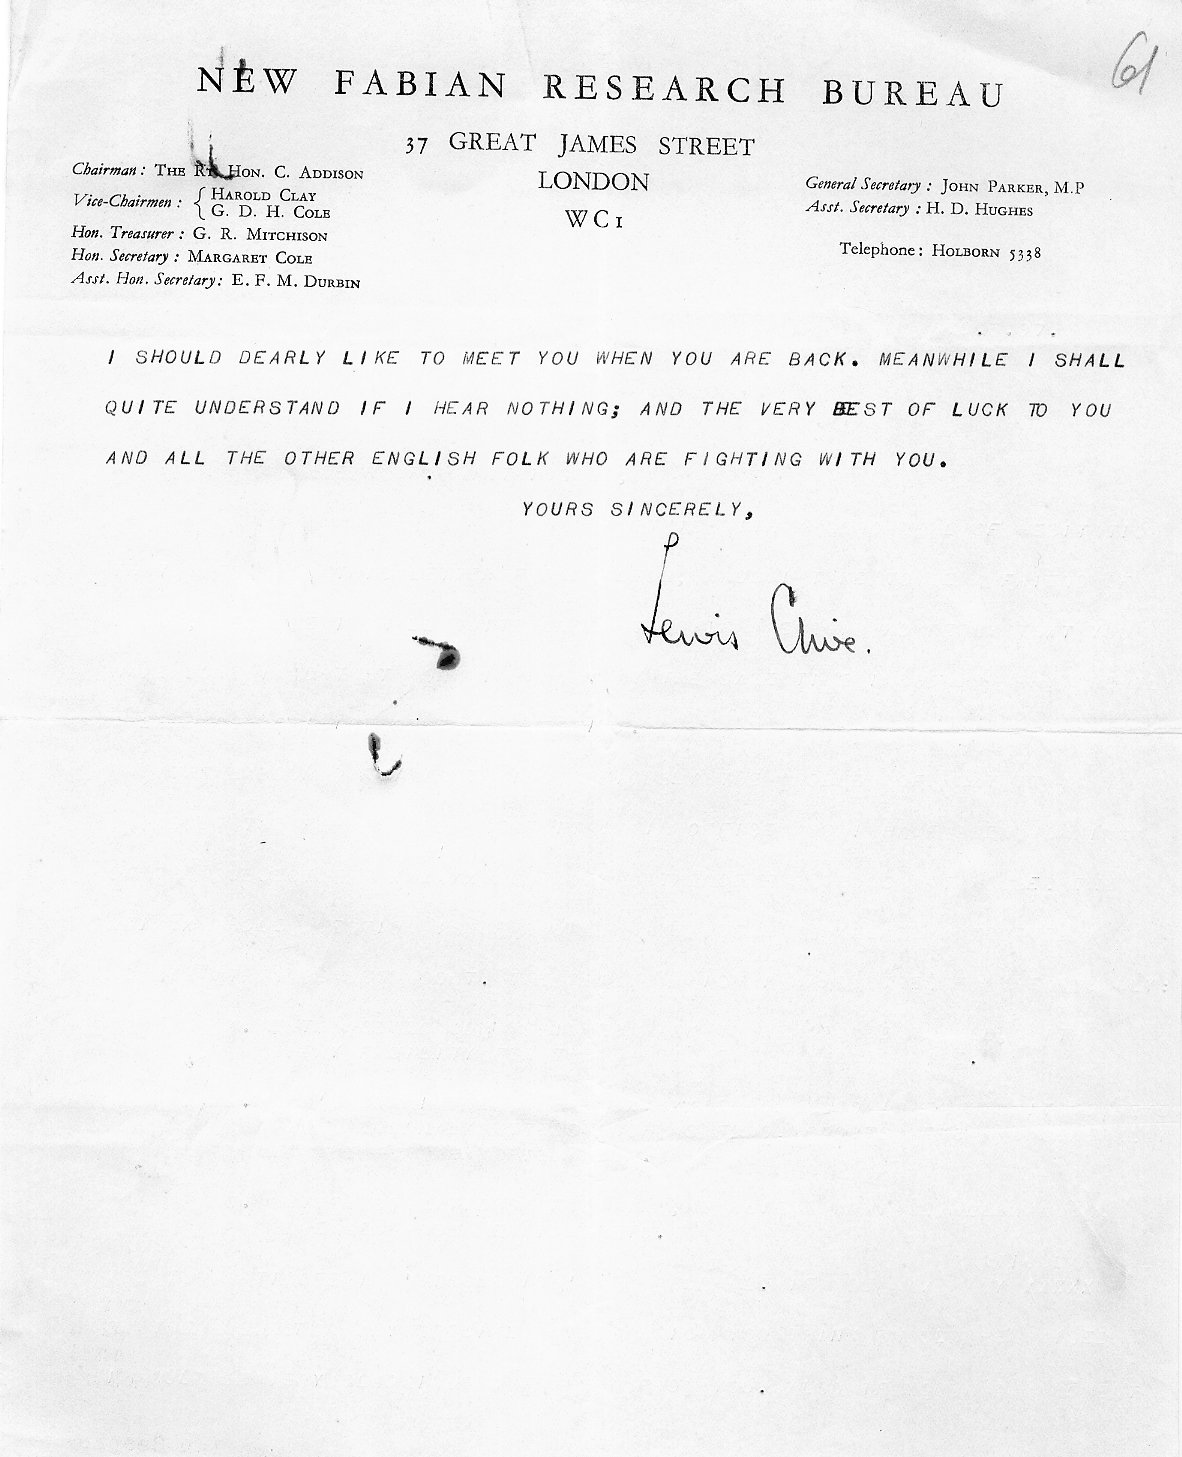 61
NEW FABIAN RESEARCH BUREAU
37 GREAT JAMES STREET
LONDON
WC1
Chairman: THE RT. HON. C. ADDISON
Vice-Chairmen: { HAROLD CLAY
G. D. H. COLE
Hon. Treasurer: G. R. MITCHISON
Hon. Secretary: MARGARET COLE
Asst. Hon. Secretary: E. F. M. DURBIN
General Secretary: JOHN PARKER, M.P
Asst. Secretary: H. D. HUGHES
Telephone: HOLBORN 5338
I SHOULD DEARLY LIKE TO MEET YOU WHEN YOU ARE BACK. MEANWHILE I SHALL
QUITE UNDERSTAND IF I HEAR NOTHING; AND THE VERY BEST OF LUCK TO YOU
AND ALL THE OTHER ENGLISH FOLK WHO ARE FIGHTING WITH YOU.
YOURS SINCERELY,
Lewis Clive.